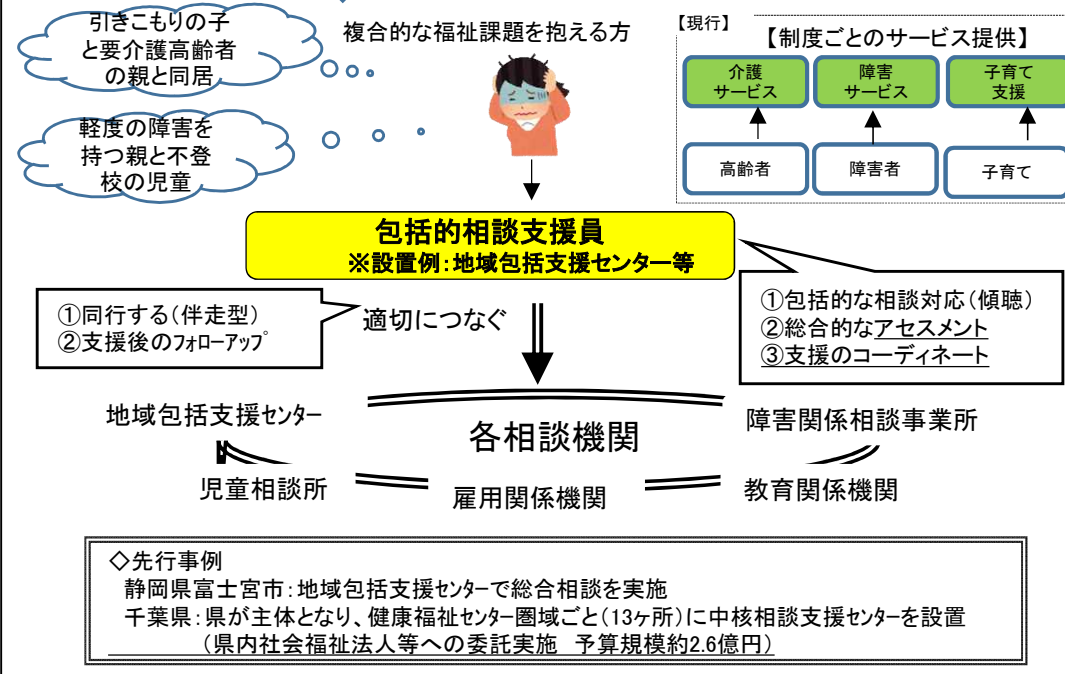 引きこもりの子
と要介護高齢者
の親と同居
複合的な福祉課題を抱える方
軽度の障害を
持つ親と不登
校の児童
【現行】
【制度ごとのサービス提供】
介護
サービス
障害
サービス
子育て
支援
高齢者
障害者
子育て
包括的相談支援員
※設置例:地域包括支援センター等
①同行する(伴走型)
②支援後のフォローアップ
適切につなぐ
①包括的な相談対応(傾聴)
②総合的なアセスメント
③支援のコーディネート
地域包括支援センター
各相談機関
障害関係相談事業所
児童相談所
雇用関係機関
教育関係機関
◇先行事例
静岡県富士宮市:地域包括支援センターで総合相談を実施
千葉県:県が主体となり、健康福祉センター圏域ごと(13ヶ所)に中核相談支援センターを設置
(県内社会福祉法人等への委託実施 予算規模約2.6億円)